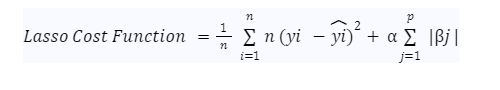 Lasso Cost Function = 1/n n Σ i=1 n (yi − ŷi)² + α p Σ j=1 |βj|